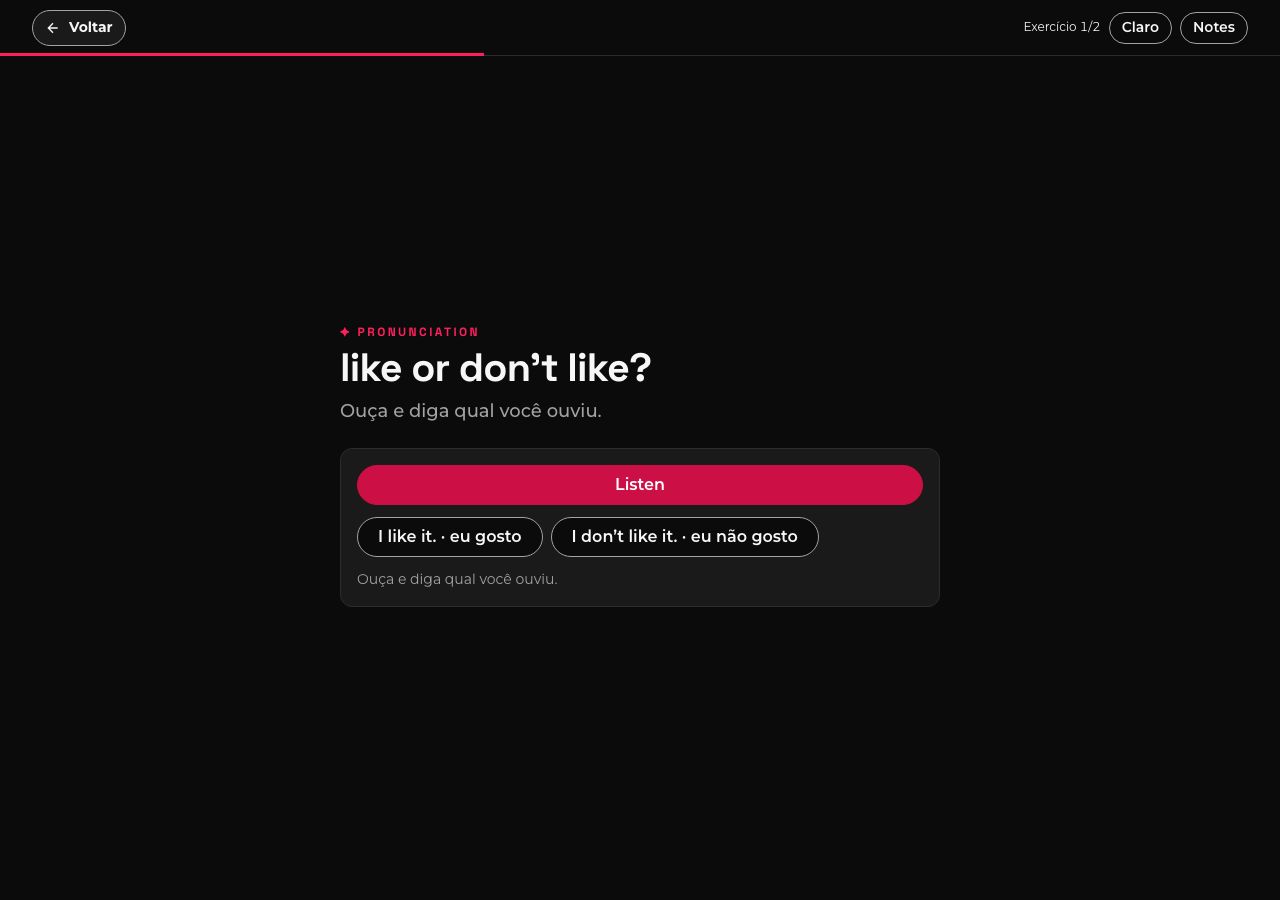 ← Voltar
Exercício 1/2 Claro Notes
✦ PRONUNCIATION
like or don’t like?
Ouça e diga qual você ouviu.
Listen
I like it. · eu gosto I don’t like it. · eu não gosto
Ouça e diga qual você ouviu.